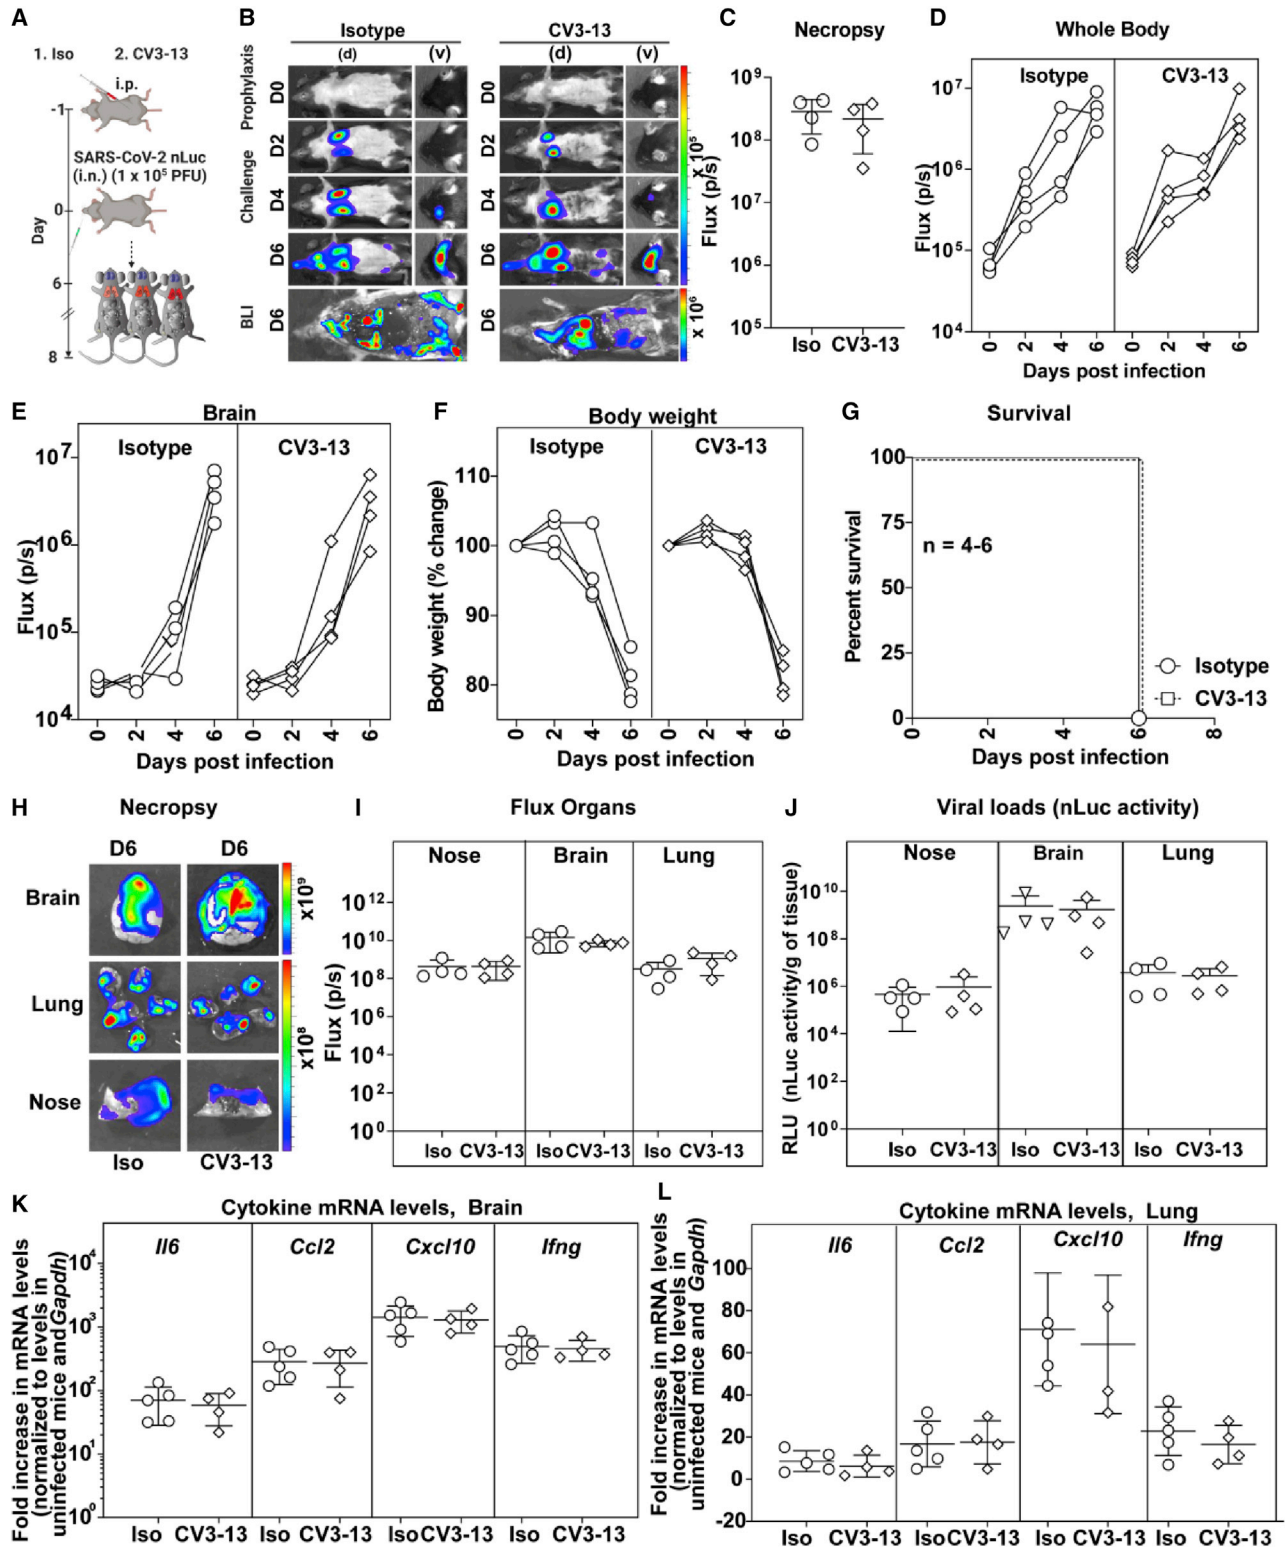 A
1. Iso 2. CV3-13
i.p.
-1
SARS-CoV-2 nLuc
(i.n.) (1 x 10⁵ PFU)
Day
0
6
8
B
Isotype CV3-13
(d) (v) (d) (v)
Prophylaxis
Challenge
BLI
D0 D0
D2 D2
D4 D4
D6 D6
D6 D6
x 10⁵
x 10⁶
C
Necropsy
Flux (p/s)
10⁹
10⁸
10⁷
10⁶
10⁵
Iso CV3-13
D
Whole Body
Isotype CV3-13
Flux (p/s)
10⁷
10⁶
10⁵
10⁴
0 2 4 6 0 2 4 6
Days post infection
E
Brain
Isotype CV3-13
Flux (p/s)
10⁷
10⁶
10⁵
10⁴
0 2 4 6 0 2 4 6
Days post infection
F
Body weight
Isotype CV3-13
Body weight (% change)
110
100
90
80
0 2 4 6 0 2 4 6
Days post infection
G
Survival
Percent survival
100
75
50
25
0
n = 4-6
Isotype
CV3-13
0 2 4 6 8
Days post infection
H
Necropsy
D6 D6
Brain
Lung
Nose
x10⁹
x10⁸
Iso CV3-13
I
Flux Organs
Nose Brain Lung
Flux (p/s)
10¹²
10¹⁰
10⁸
10⁶
10⁴
10²
10⁰
Iso CV3-13 Iso CV3-13 Iso CV3-13
J
Viral loads (nLuc activity)
Nose Brain Lung
RLU (nLuc activity/g of tissue)
10¹⁰
10⁸
10⁶
10⁴
10²
10⁰
Iso CV3-13 Iso CV3-13 Iso CV3-13
K
Cytokine mRNA levels, Brain
Il6 Ccl2 Cxcl10 Ifng
Fold increase in mRNA levels
(normalized to levels in
uninfected mice and Gapdh)
10⁴
10³
10²
10¹
10⁰
Iso CV3-13 Iso CV3-13 Iso CV3-13 Iso CV3-13
L
Cytokine mRNA levels, Lung
Il6 Ccl2 Cxcl10 Ifng
Fold increase in mRNA levels
(normalized to levels in
uninfected mice and Gapdh)
100
80
60
40
20
0
-20
Iso CV3-13 Iso CV3-13 Iso CV3-13 Iso CV3-13